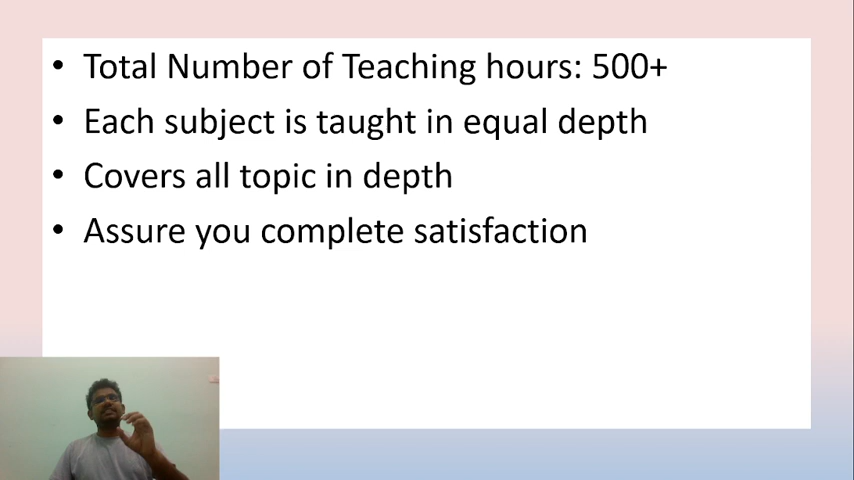 • Total Number of Teaching hours: 500+
• Each subject is taught in equal depth
• Covers all topic in depth
• Assure you complete satisfaction